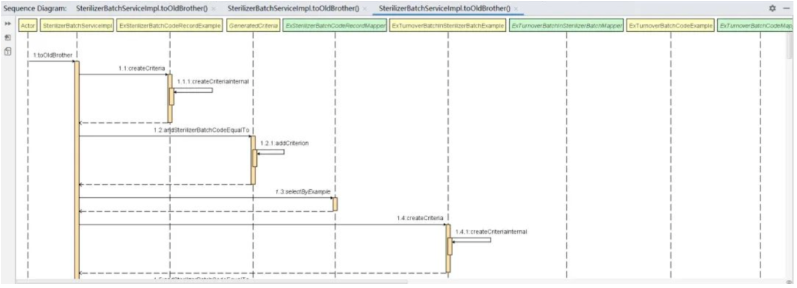 Sequence Diagram: SterilizerBatchServiceImpl.toOldBrother() × SterilizerBatchServiceImpl.toOldBrother() × SterilizerBatchServiceImpl.toOldBrother() ×
Actor SterilizerBatchServiceImpl ExSterilizerBatchCodeRecordExample GeneratedCriteria ExSterilizerBatchCodeRecordMapper ExTurnoverBatchInSterilizerBatchExample ExTurnoverBatchInSterilizerBatchMapper ExTurnoverBatchCodeExample ExTurnoverBatchCodeMap
1:toOldBrother
1.1:createCriteria
1.1.1:createCriteriaInternal
1.2:andSterilizerBatchCodeEqualTo
1.2.1:addCriterion
1.3:selectByExample
1.4:createCriteria
1.4.1:createCriteriaInternal